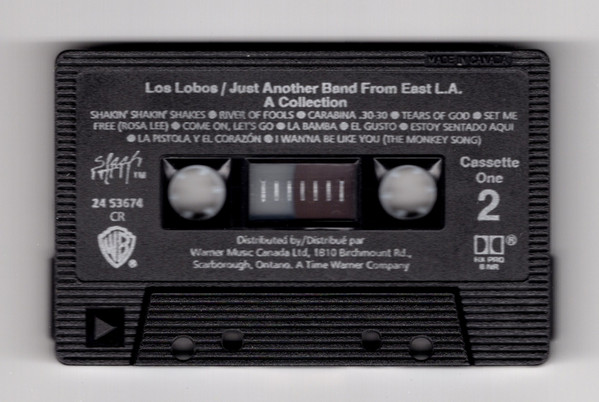 MADE IN CANADA
Los Lobos / Just Another Band From East L.A.
A Collection
SHAKIN' SHAKIN' SHAKES ● RIVER OF FOOLS ● CARABINA .30-30 ● TEARS OF GOD ● SET ME
FREE (ROSA LEE) ● COME ON, LET'S GO ● LA BAMBA ● EL GUSTO ● ESTOY SENTADO AQUI
● LA PISTOLA Y EL CORAZÓN ● I WANNA BE LIKE YOU (THE MONKEY SONG)
Slash ™
Cassette
One
2
24 53674
CR
WB ®
®
HX PRO
B NR
Distributed by/Distribué par
Warner Music Canada Ltd, 1810 Birchmount Rd.,
Scarborough, Ontario. A Time Warner Company